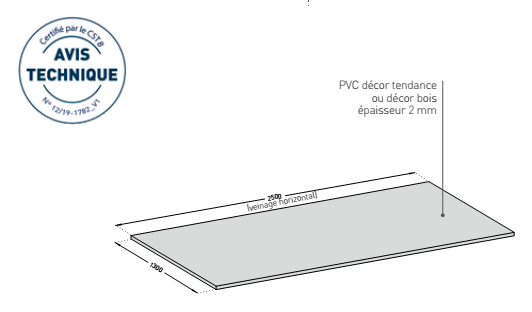 Certifié par le CSTB
AVIS
TECHNIQUE
N° 12/19-1782_V1
PVC décor tendance
ou décor bois
épaisseur 2 mm
2500
(veinage horizontal)
1300